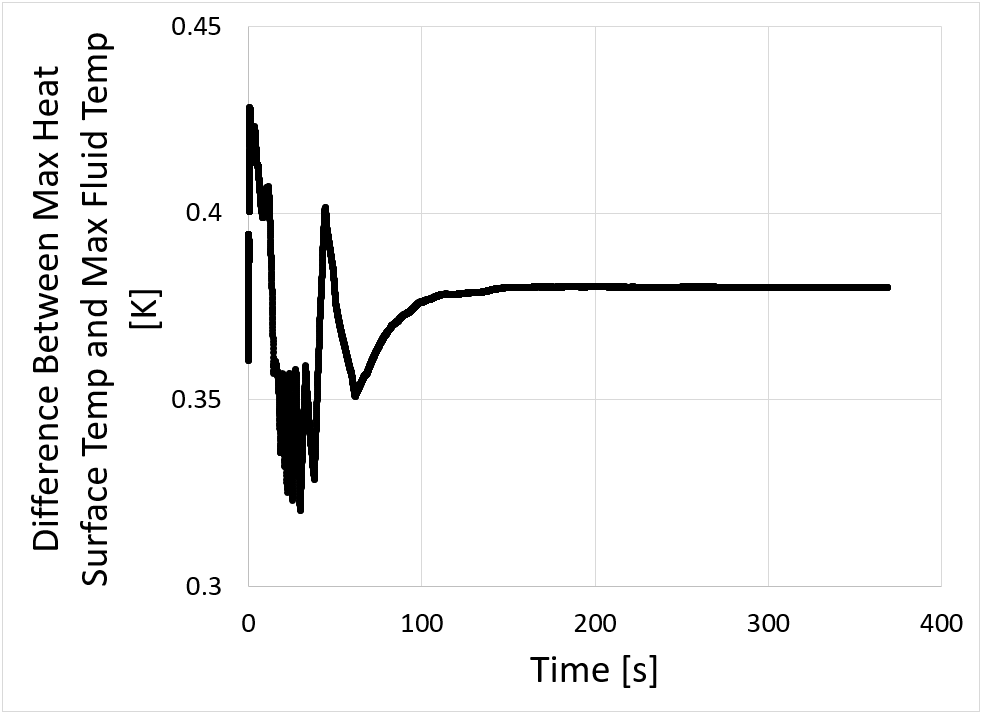 Difference Between Max Heat
Surface Temp and Max Fluid Temp
[K]
0.45
0.4
0.35
0.3
0 100 200 300 400
Time [s]